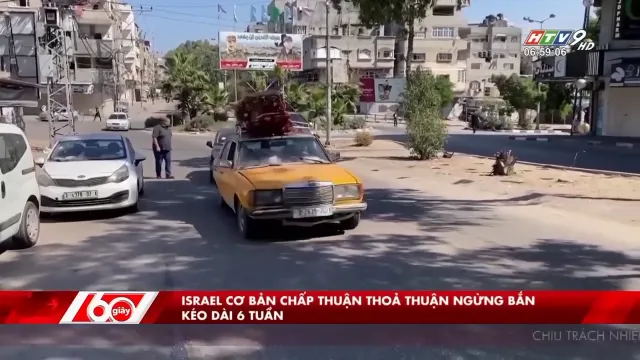 HTV9 HD
06:59:06
60 giây
ISRAEL CƠ BẢN CHẤP THUẬN THOẢ THUẬN NGỪNG BẮN
KÉO DÀI 6 TUẦN
CHỊU TRÁCH NHIỆ